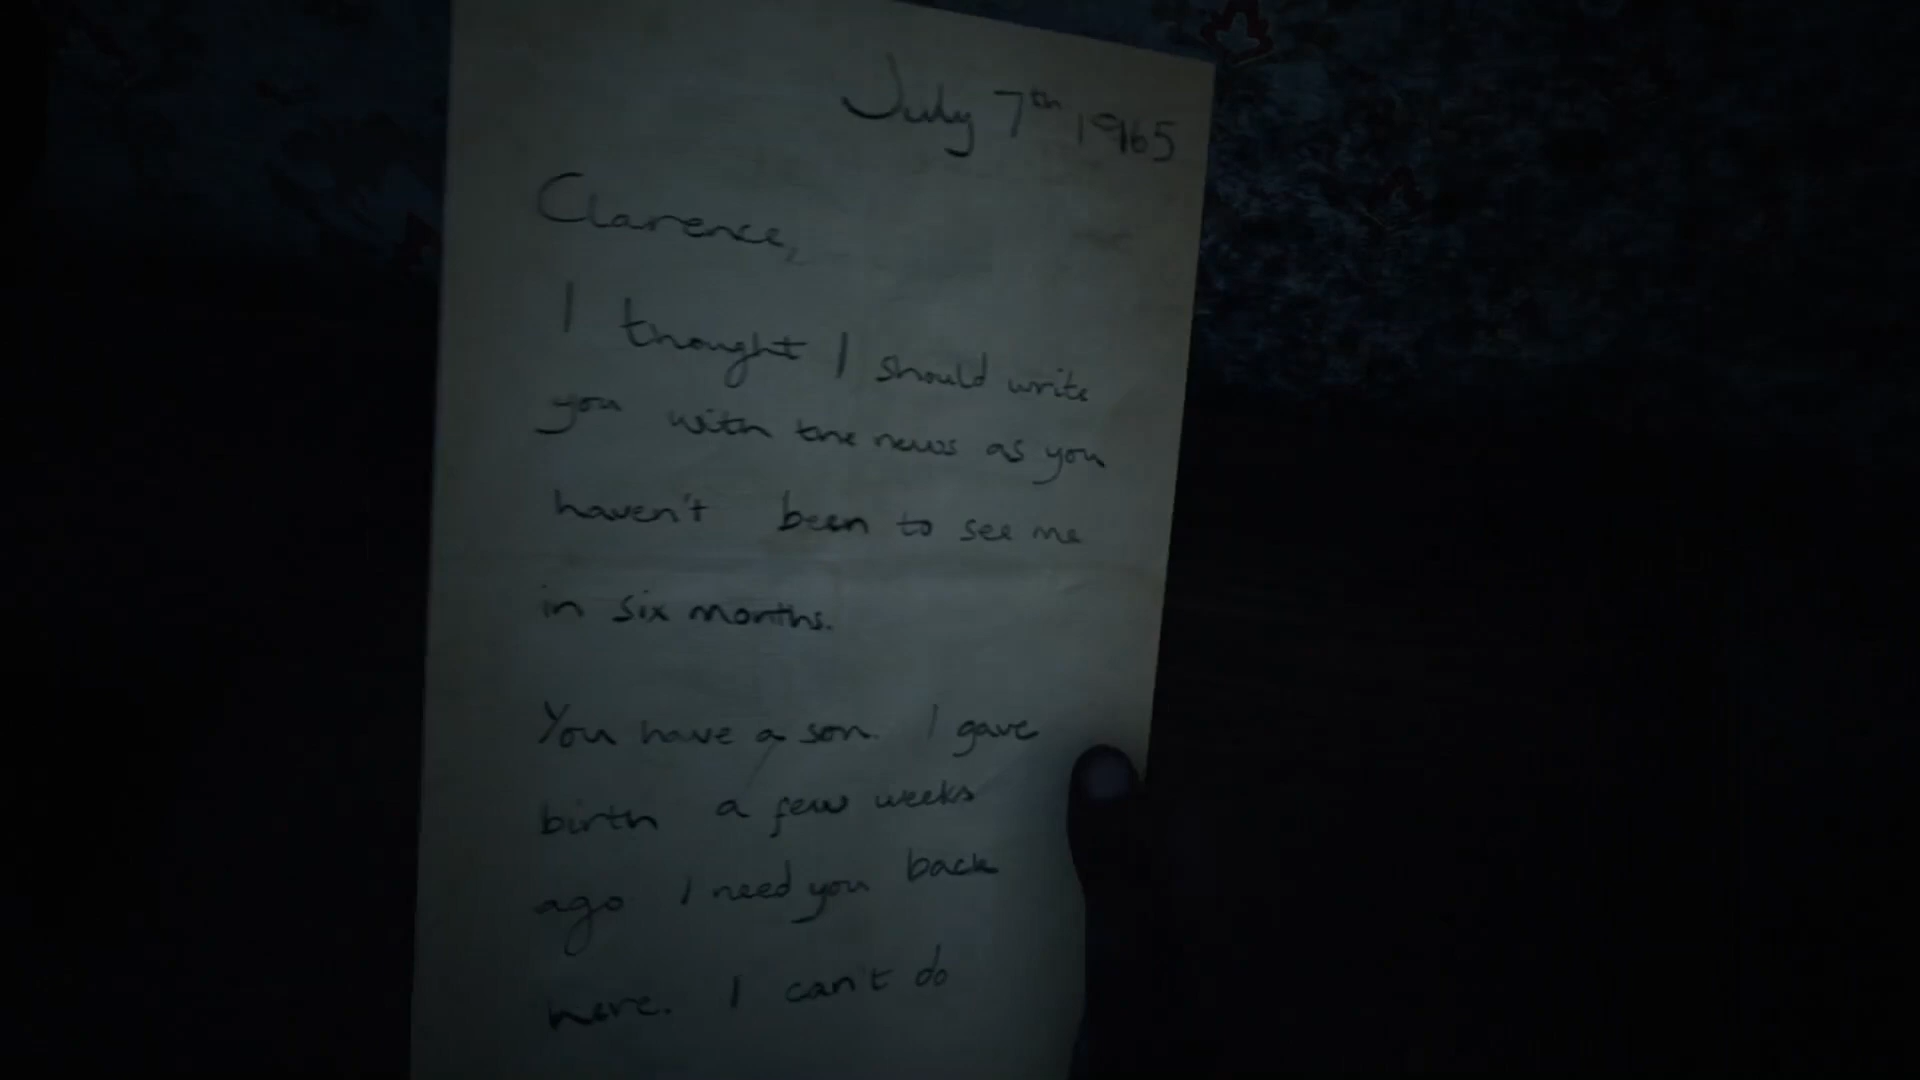 July 7th 1965
Clarence,
I thought I should write
you with the news as you
haven't been to see me
in six months.
You have a son. I gave
birth a few weeks
ago I need you back
here. I can't do